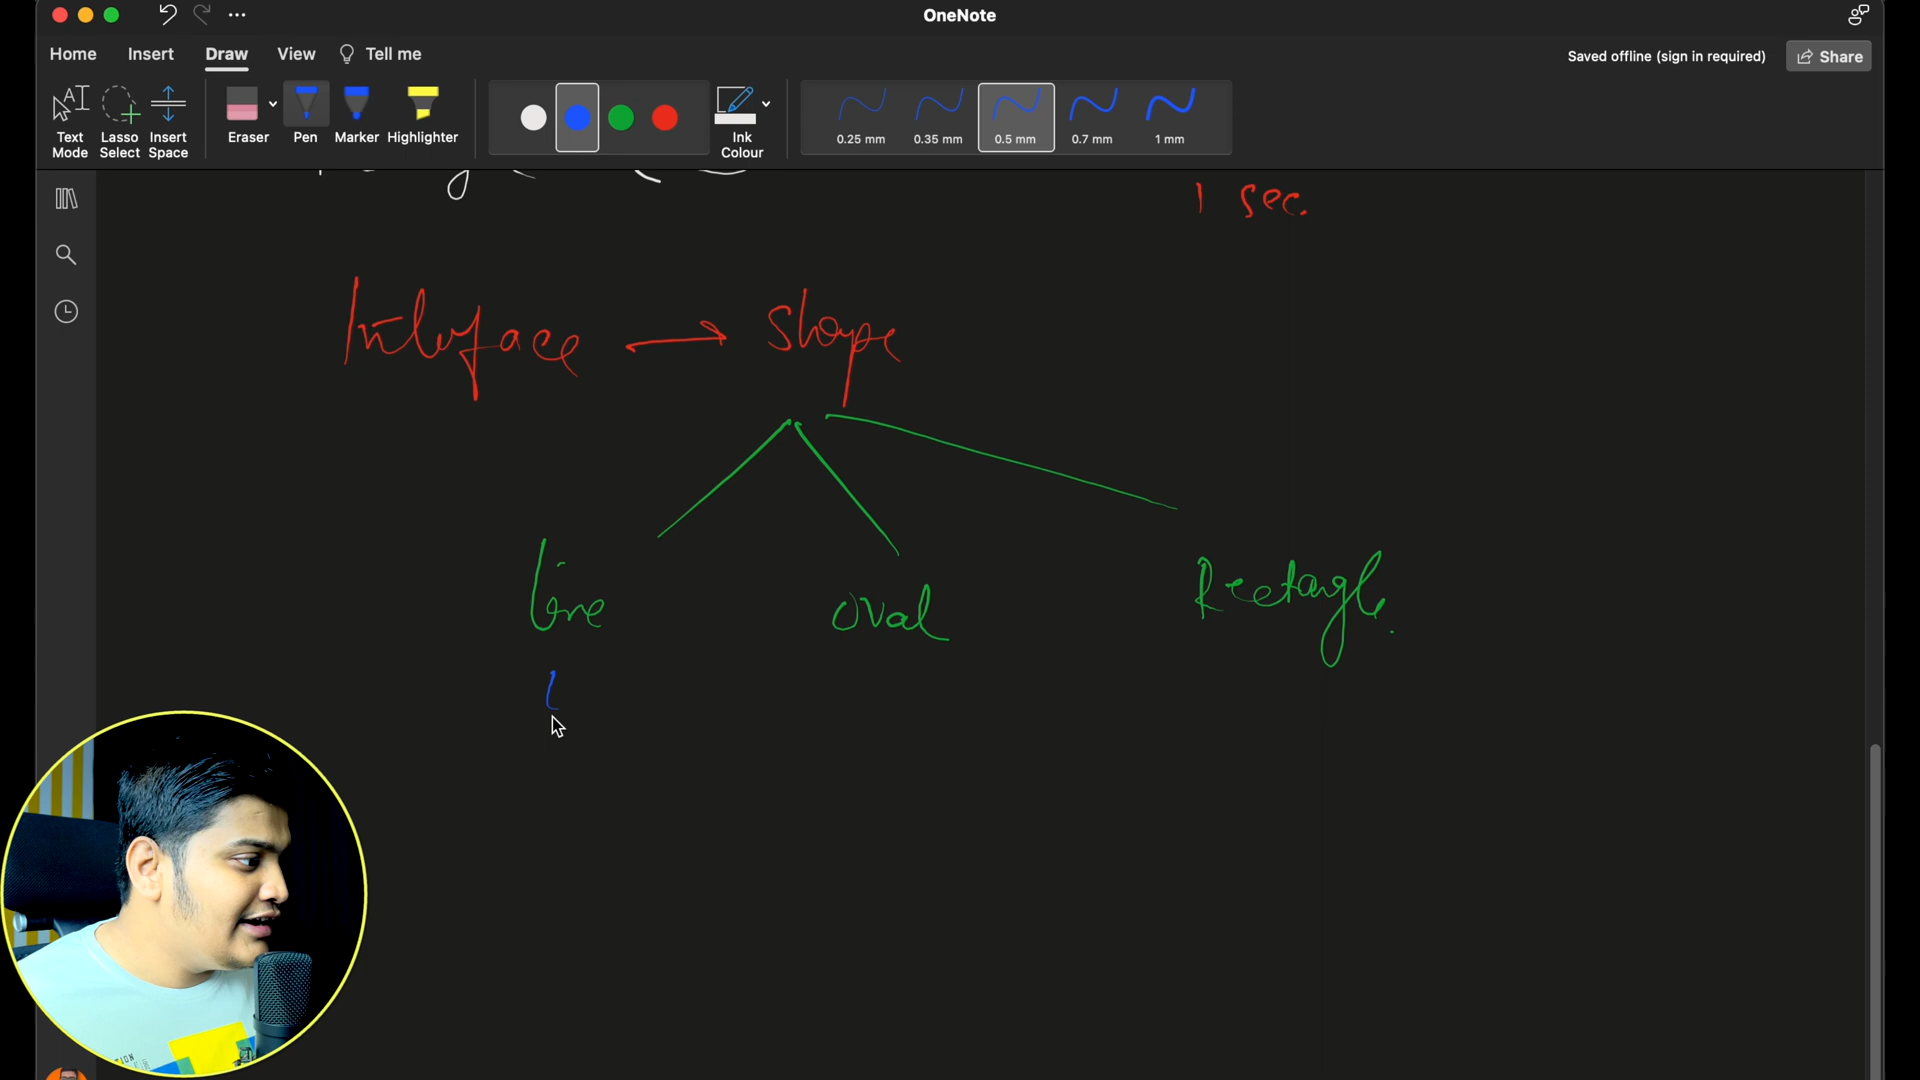 OneNote
Home Insert Draw View Tell me
Saved offline (sign in required) Share
Text Mode
Lasso Select
Insert Space
Eraser
Pen
Marker
Highlighter
Ink Colour
0.25 mm
0.35 mm
0.5 mm
0.7 mm
1 mm
1 sec.
Interface → Shape
line oval Rectangle.